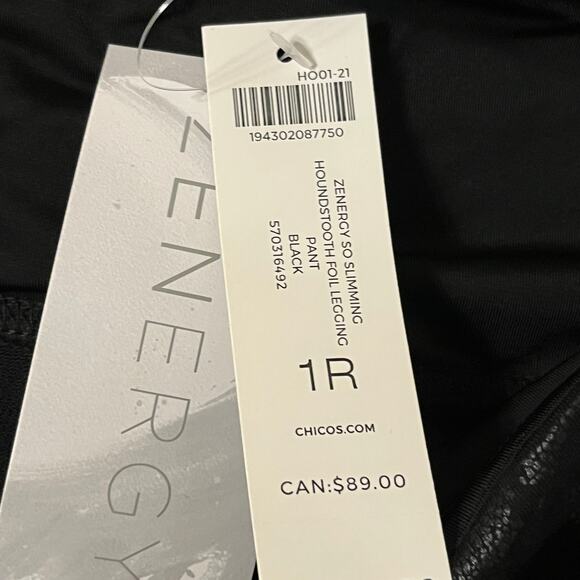 ZENERGY
HO01-21
194302087750
ZENERGY SO SLIMMING
HOUNDSTOOTH FOIL LEGGING
PANT
BLACK
570316492
1R
CHICOS.COM
CAN:$89.00